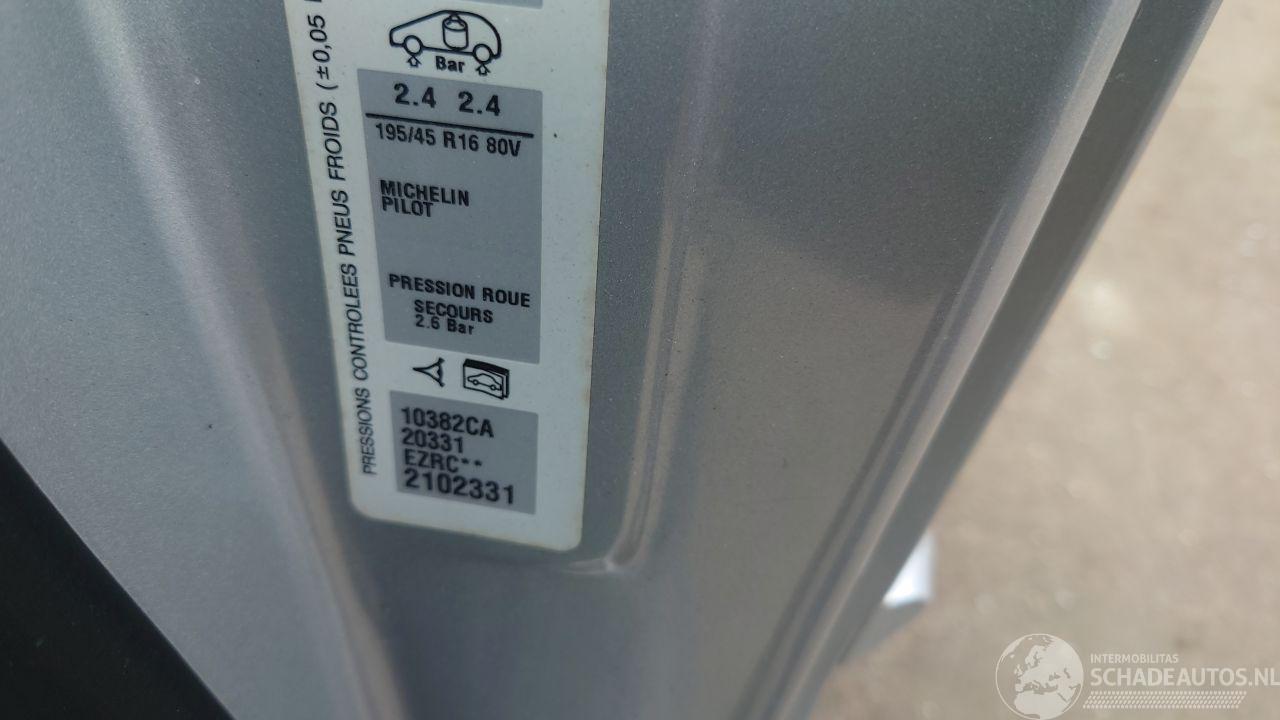 PRESSIONS CONTROLEES PNEUS FROIDS (±0,05
Bar
2.4 2.4
195/45 R16 80V
MICHELIN
PILOT
PRESSION ROUE
SECOURS
2.6 Bar
10382CA
20331
EZRC**
2102331
INTERMOBILITAS
SCHADEAUTOS.NL